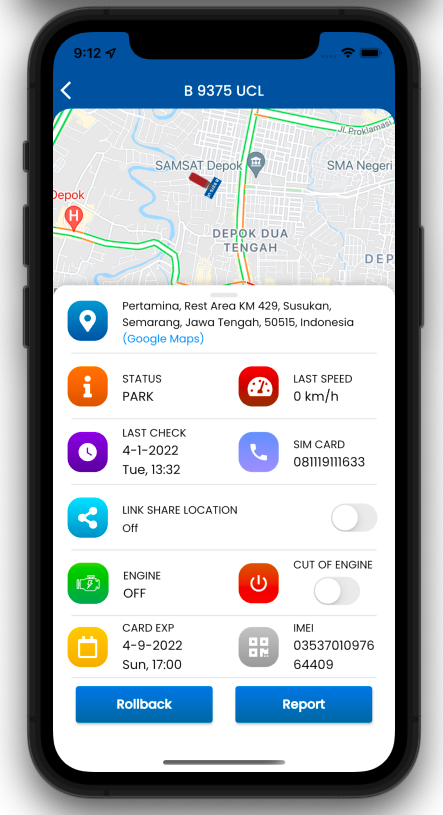 9:12
B 9375 UCL
Jl. Proklamasi
SAMSAT Depok
SMA Negeri
Depok
H
DEPOK DUA
TENGAH
DEP
Pertamina, Rest Area KM 429, Susukan,
Semarang, Jawa Tengah, 50515, Indonesia
(Google Maps)
STATUS
PARK
LAST SPEED
0 km/h
LAST CHECK
4-1-2022
Tue, 13:32
SIM CARD
081119111633
LINK SHARE LOCATION
Off
ENGINE
OFF
CUT OF ENGINE
CARD EXP
4-9-2022
Sun, 17:00
IMEI
03537010976
64409
Rollback
Report